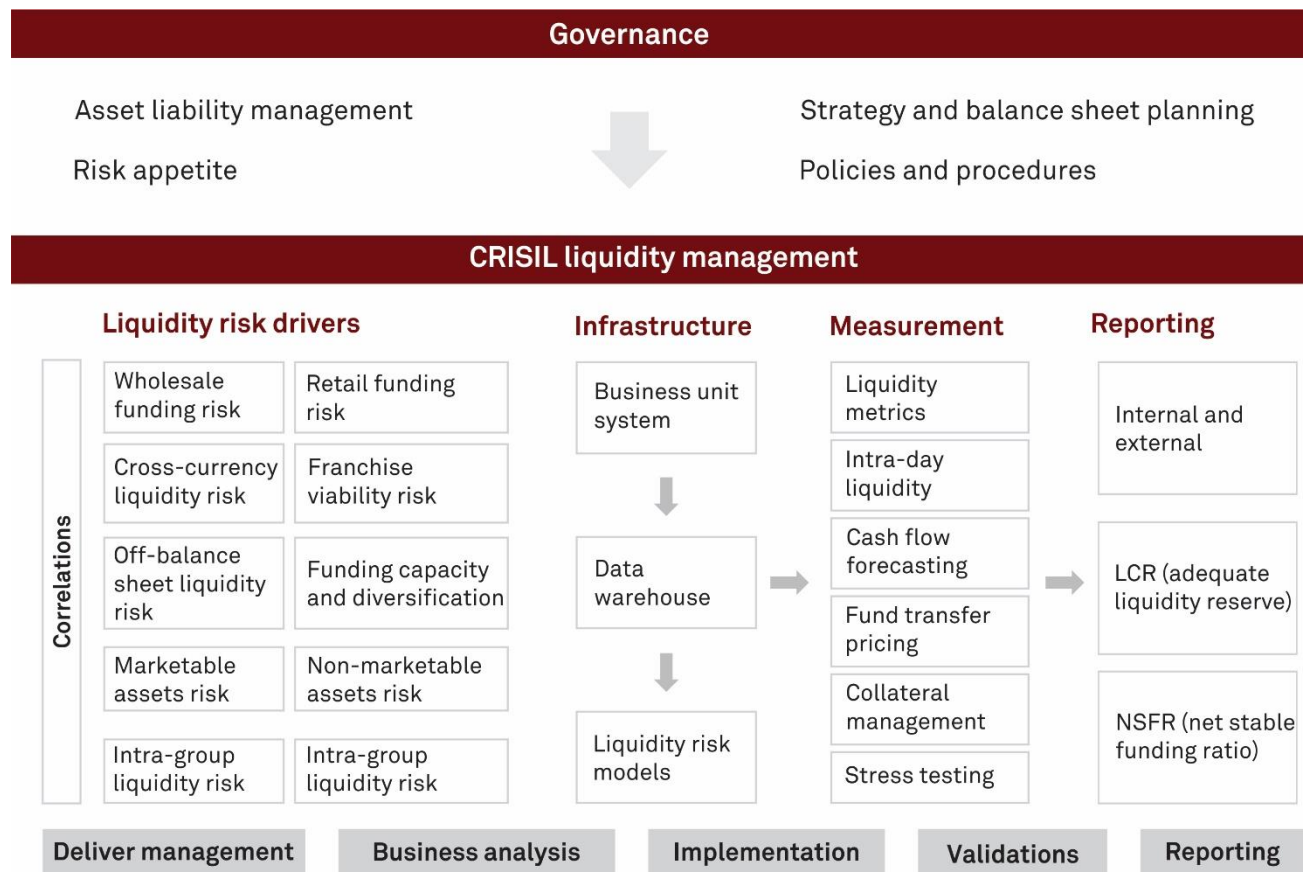 Governance
Asset liability management
Strategy and balance sheet planning
Risk appetite
Policies and procedures
CRISIL liquidity management
Liquidity risk drivers
Infrastructure
Measurement
Reporting
Correlations
Wholesale
funding risk
Retail funding
risk
Cross-currency
liquidity risk
Franchise
viability risk
Off-balance
sheet liquidity
risk
Funding capacity
and diversification
Marketable
assets risk
Non-marketable
assets risk
Intra-group
liquidity risk
Intra-group
liquidity risk
Business unit
system
Data
warehouse
Liquidity risk
models
Liquidity
metrics
Intra-day
liquidity
Cash flow
forecasting
Fund transfer
pricing
Collateral
management
Stress testing
Internal and
external
LCR (adequate
liquidity reserve)
NSFR (net stable
funding ratio)
Deliver management
Business analysis
Implementation
Validations
Reporting